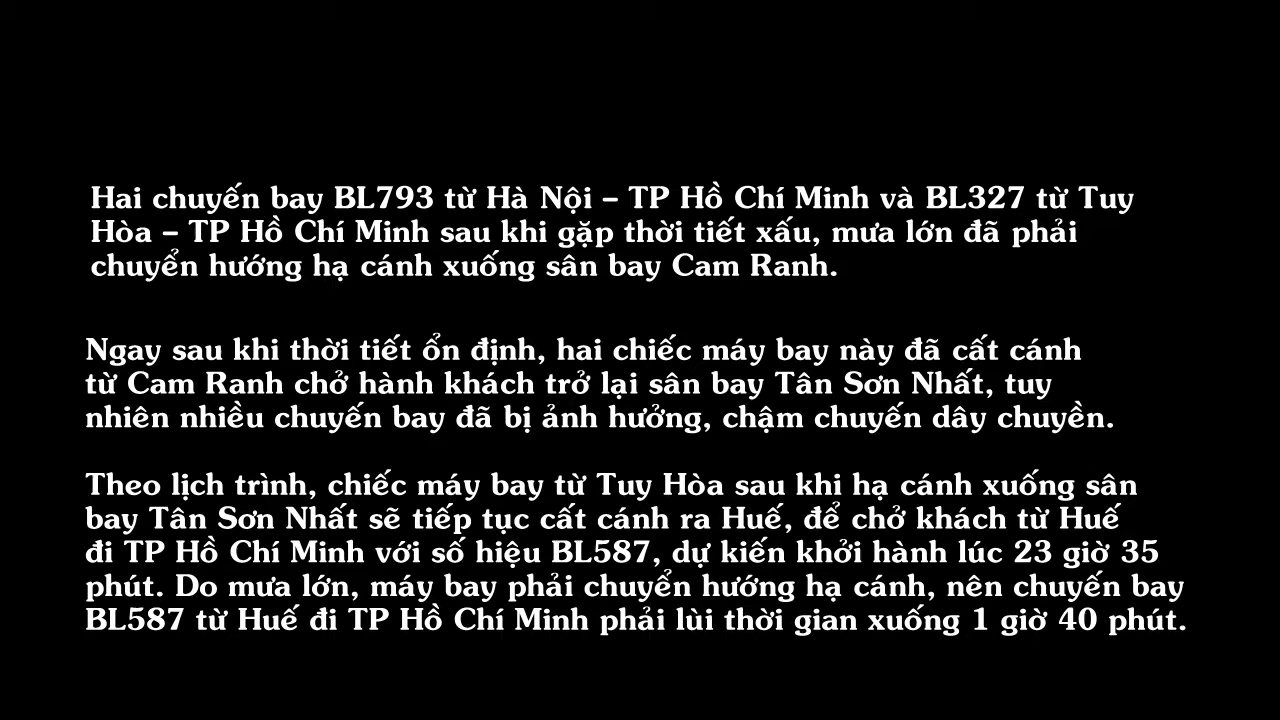 Hai chuyến bay BL793 từ Hà Nội – TP Hồ Chí Minh và BL327 từ Tuy
Hòa – TP Hồ Chí Minh sau khi gặp thời tiết xấu, mưa lớn đã phải
chuyển hướng hạ cánh xuống sân bay Cam Ranh.
Ngay sau khi thời tiết ổn định, hai chiếc máy bay này đã cất cánh
từ Cam Ranh chở hành khách trở lại sân bay Tân Sơn Nhất, tuy
nhiên nhiều chuyến bay đã bị ảnh hưởng, chậm chuyến dây chuyền.
Theo lịch trình, chiếc máy bay từ Tuy Hòa sau khi hạ cánh xuống sân
bay Tân Sơn Nhất sẽ tiếp tục cất cánh ra Huế, để chở khách từ Huế
đi TP Hồ Chí Minh với số hiệu BL587, dự kiến khởi hành lúc 23 giờ 35
phút. Do mưa lớn, máy bay phải chuyển hướng hạ cánh, nên chuyến bay
BL587 từ Huế đi TP Hồ Chí Minh phải lùi thời gian xuống 1 giờ 40 phút.